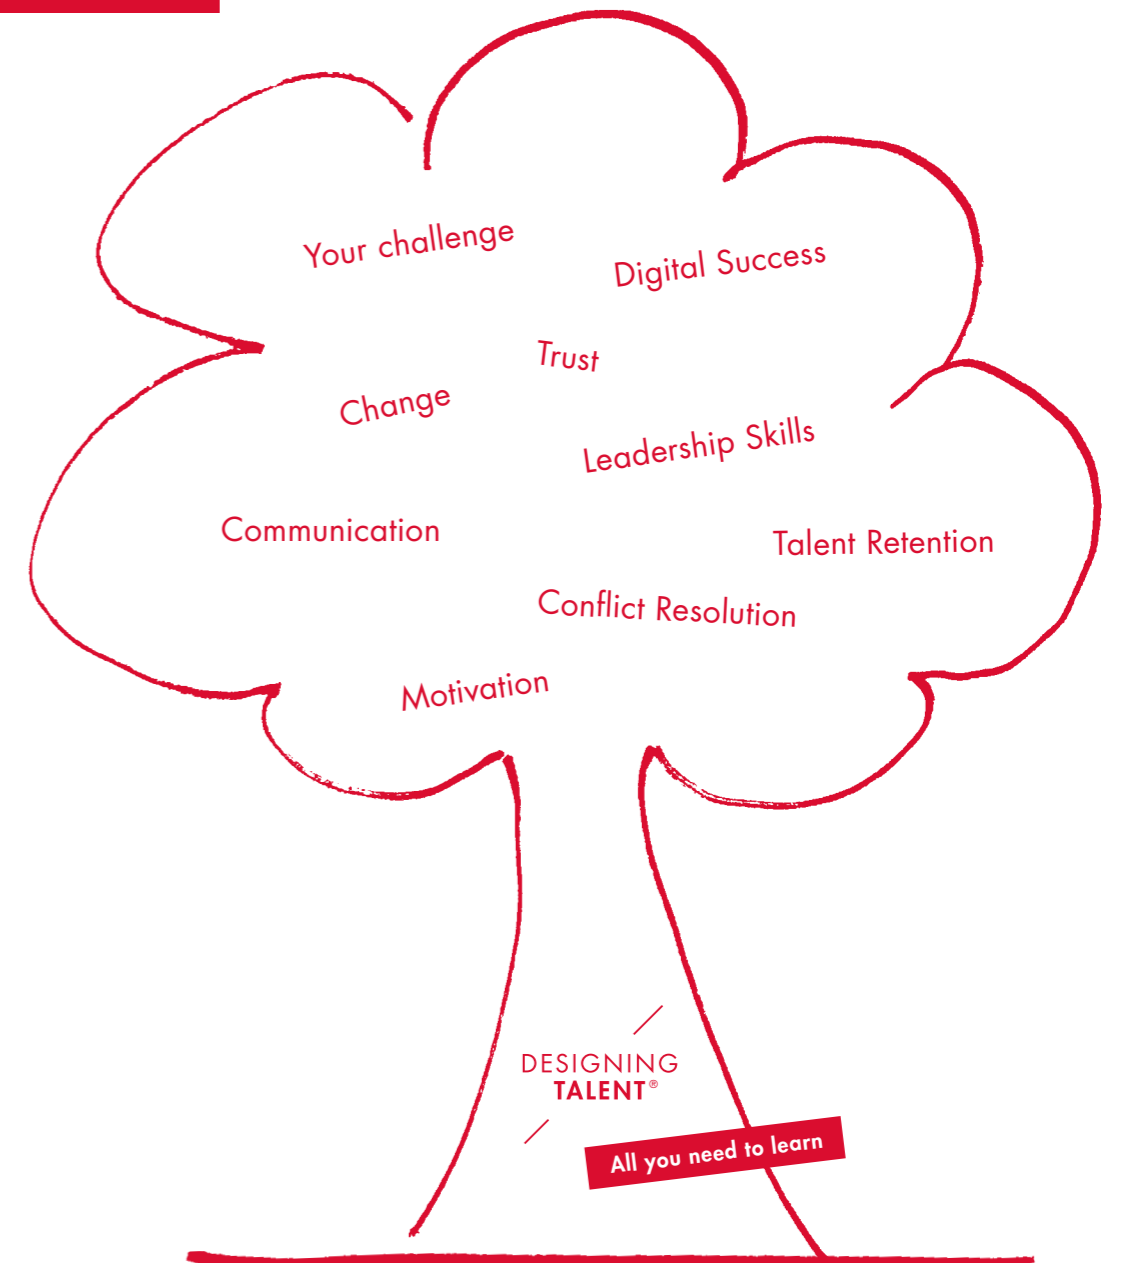 Your challenge
Digital Success
Trust
Change
Leadership Skills
Communication
Talent Retention
Conflict Resolution
Motivation
DESIGNING
TALENT®
All you need to learn